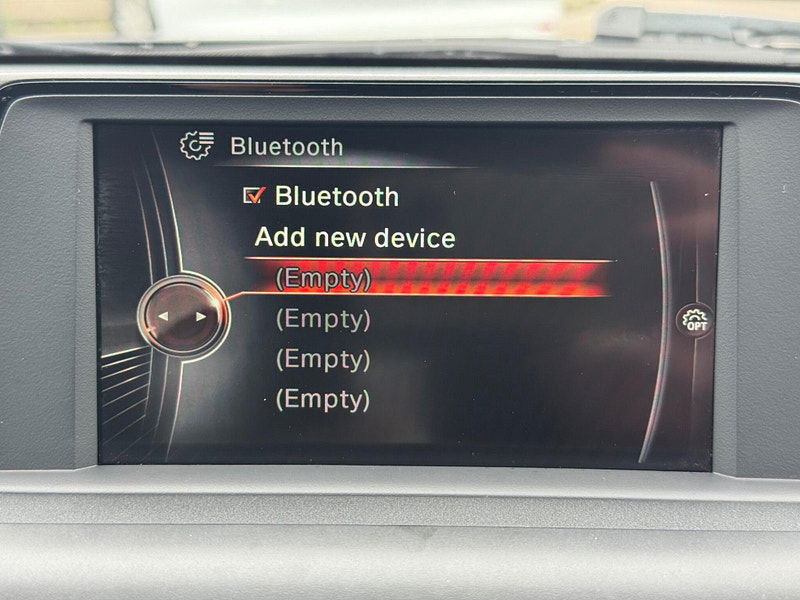 Bluetooth
Bluetooth
Add new device
(Empty)
(Empty)
(Empty)
(Empty)
OPT